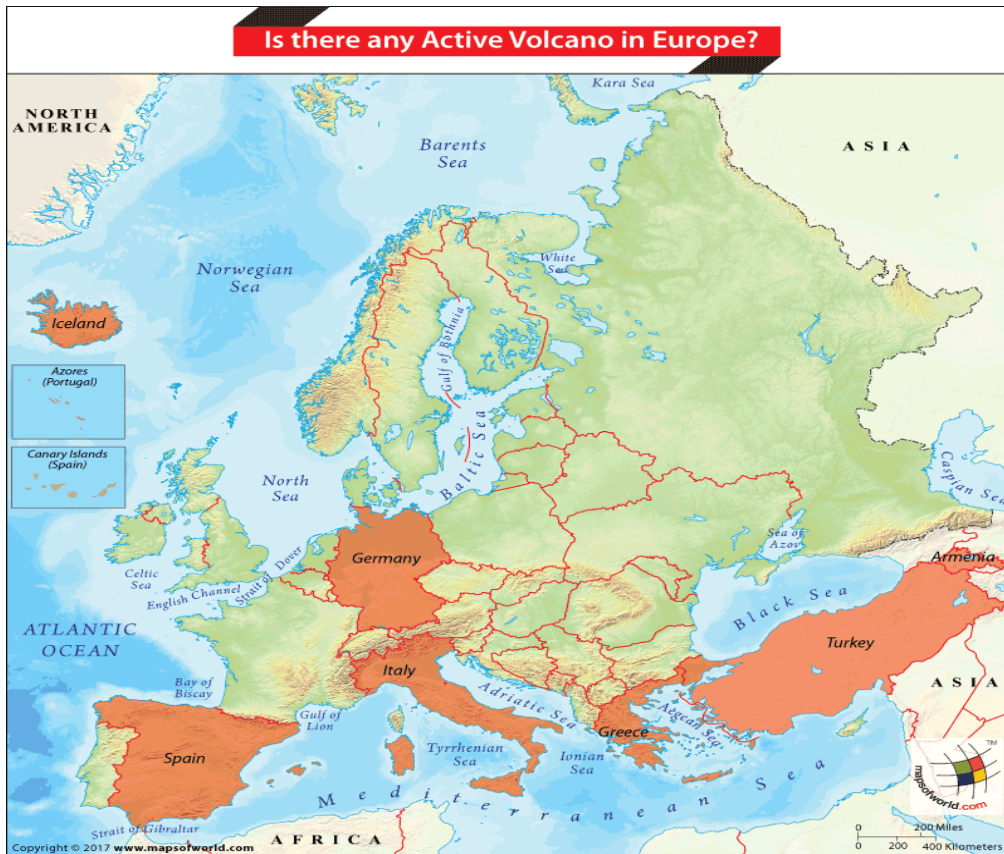 Is there any Active Volcano in Europe?
Kara Sea
NORTH
AMERICA
Barents
Sea
ASIA
Norwegian
Sea
White
Sea
Iceland
Gulf of Bothnia
Azores
(Portugal)
Canary Islands
(Spain)
North
Sea
Baltic Sea
Caspian Sea
Sea of
Azov
Germany
Armenia
Celtic
Sea
English Channel
Strait of Dover
Black Sea
ATLANTIC
OCEAN
Turkey
Italy
Bay of
Biscay
Adriatic Sea
Aegean Sea
ASIA
Gulf of
Lion
Greece
Spain
Tyrrhenian
Sea
Ionian
Sea
Mediterranean Sea
TM
mapsofworld.com
Strait of Gibraltar
AFRICA
0 200 Miles
0 200 400 Kilometers
Copyright © 2017 www.mapsofworld.com